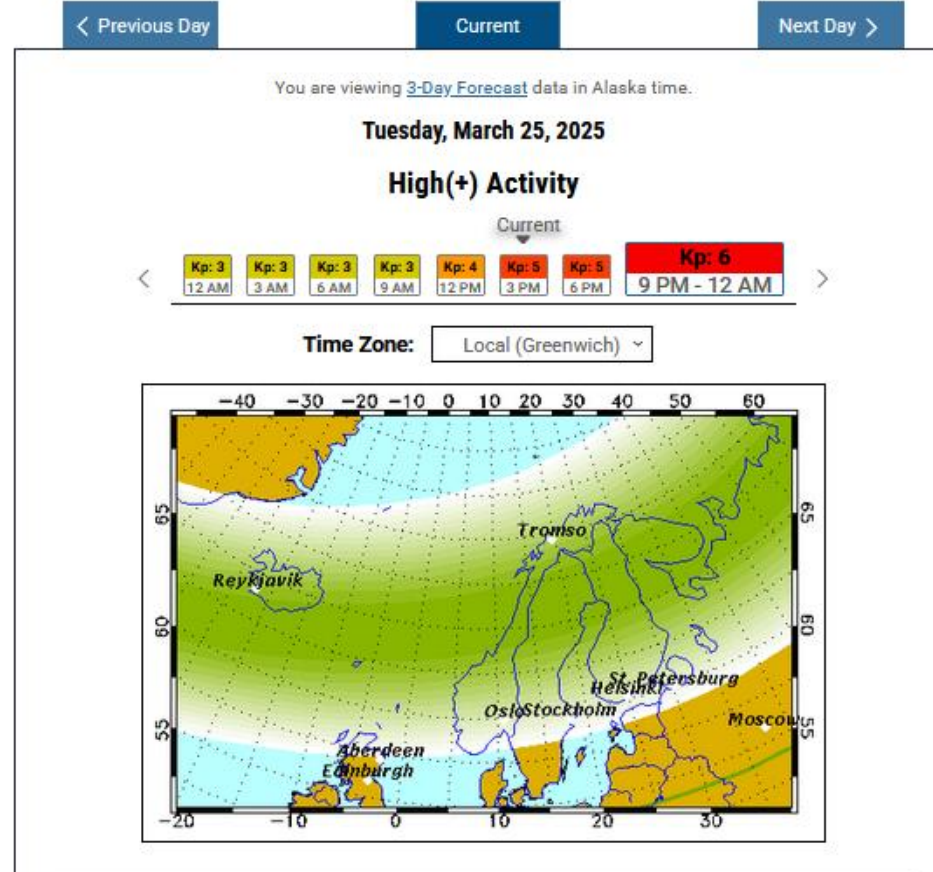 Previous Day
Current
Next Day
You are viewing 3-Day Forecast data in Alaska time.
Tuesday, March 25, 2025
High(+) Activity
Current
Kp: 3 Kp: 3 Kp: 3 Kp: 3 Kp: 4 Kp: 5 Kp: 5 Kp: 6
12 AM 3 AM 6 AM 9 AM 12 PM 3 PM 6 PM 9 PM - 12 AM
Time Zone: Local (Greenwich)
-40 -30 -20 -10 0 10 20 30 40 50 60
65 65
Tromso
Reykjavik
60 60
St. Petersburg
Helsinki
Oslo Stockholm
Moscow
55 55
Aberdeen
Edinburgh
-20 -10 0 10 20 30